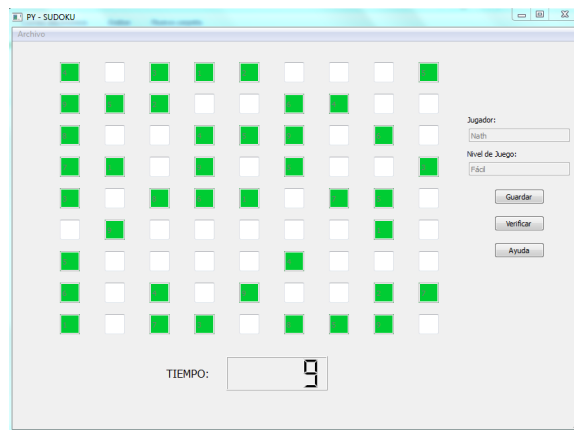 PY - SUDOKU
Archivo
Jugador:
Nath
Nivel de Juego:
Fácil
Guardar
Verificar
Ayuda
TIEMPO:
9